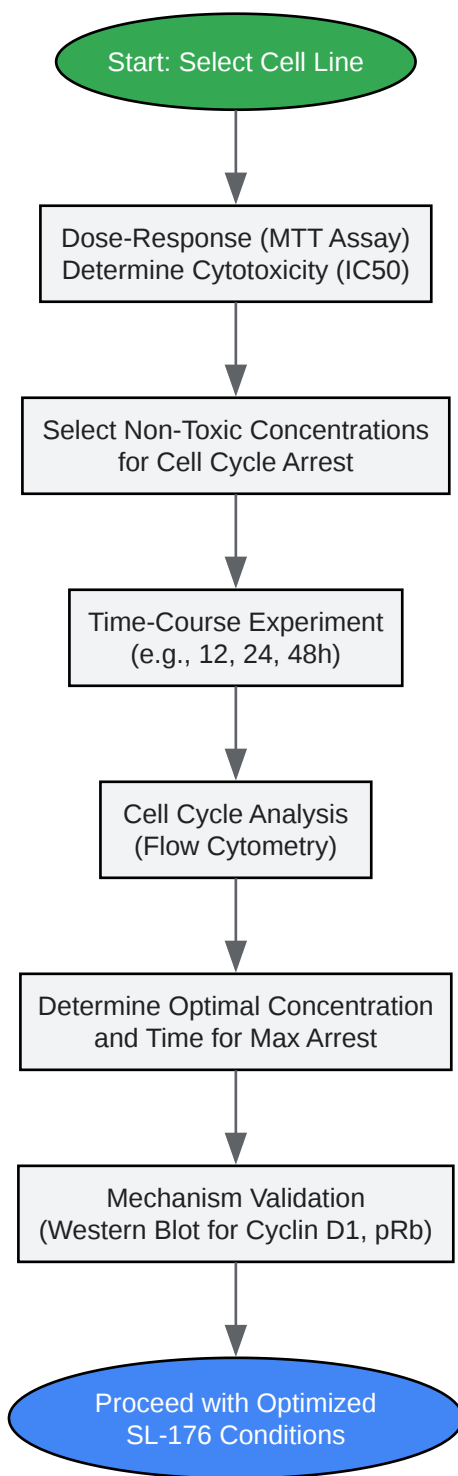 Start: Select Cell Line
Dose-Response (MTT Assay)
Determine Cytotoxicity (IC50)
Select Non-Toxic Concentrations
for Cell Cycle Arrest
Time-Course Experiment
(e.g., 12, 24, 48h)
Cell Cycle Analysis
(Flow Cytometry)
Determine Optimal Concentration
and Time for Max Arrest
Mechanism Validation
(Western Blot for Cyclin D1, pRb)
Proceed with Optimized
SL-176 Conditions